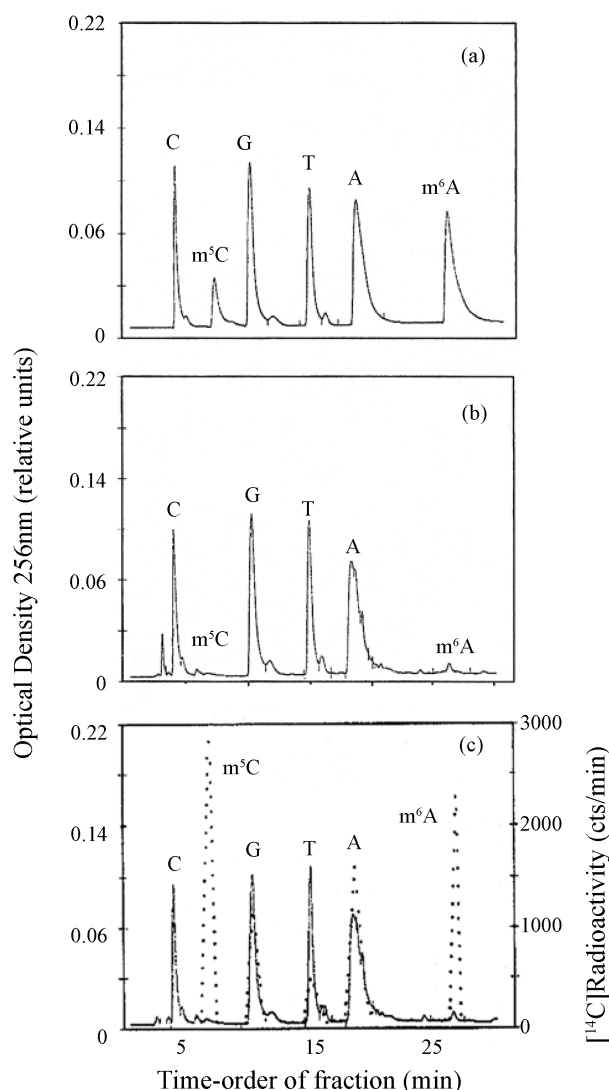 Optical Density 256nm (relative units)
0.22
0.14
0.06
0
(a)
C
m⁵C
G
T
A
m⁶A
0.22
0.14
0.06
0
(b)
C
m⁵C
G
T
A
m⁶A
0.22
0.14
0.06
0
(c)
C
m⁵C
G
T
A
m⁶A
3000
2000
1000
0
[¹⁴C]Radioactivity (cts/min)
5 15 25
Time-order of fraction (min)